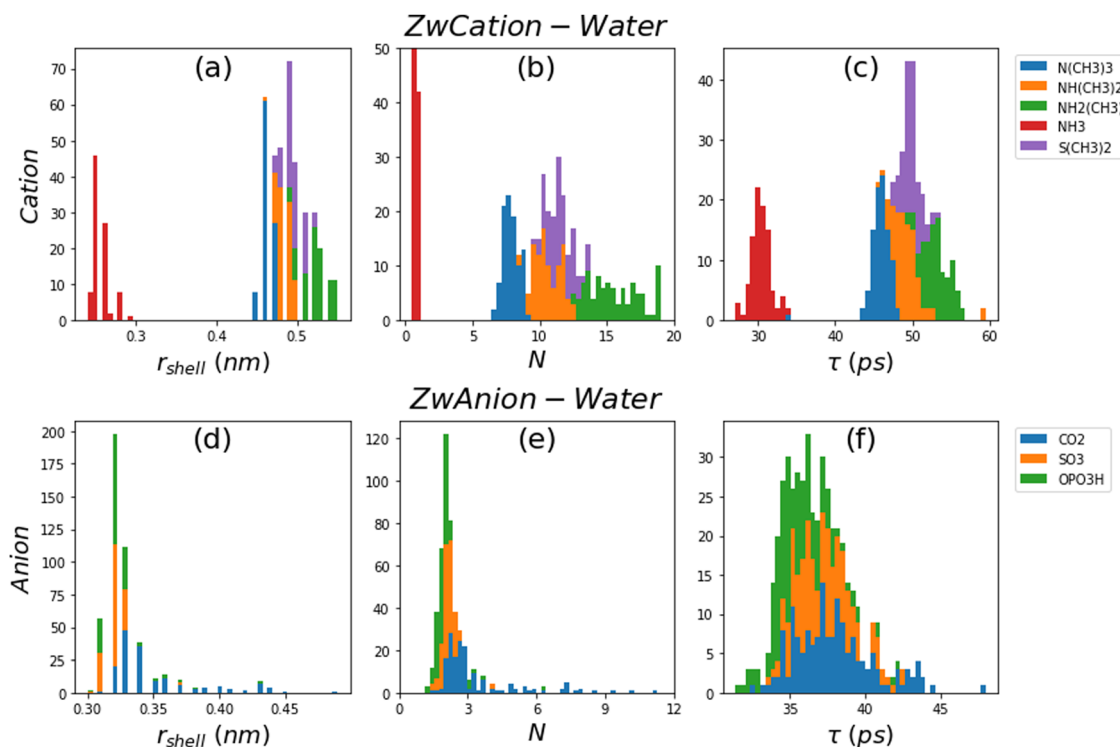 ZwCation − Water
(a)
(b)
(c)
N(CH3)3
NH(CH3)2
NH2(CH3)
NH3
S(CH3)2
Cation
70
60
50
40
30
20
10
0
0.3
0.4
0.5
r_shell (nm)
50
40
30
20
10
0
0
5
10
15
20
N
40
30
20
10
0
30
40
50
60
τ (ps)
ZwAnion − Water
(d)
(e)
(f)
CO2
SO3
OPO3H
Anion
200
175
150
125
100
75
50
25
0
0.30
0.35
0.40
0.45
r_shell (nm)
120
100
80
60
40
20
0
0
3
6
9
12
N
30
25
20
15
10
5
0
35
40
45
τ (ps)